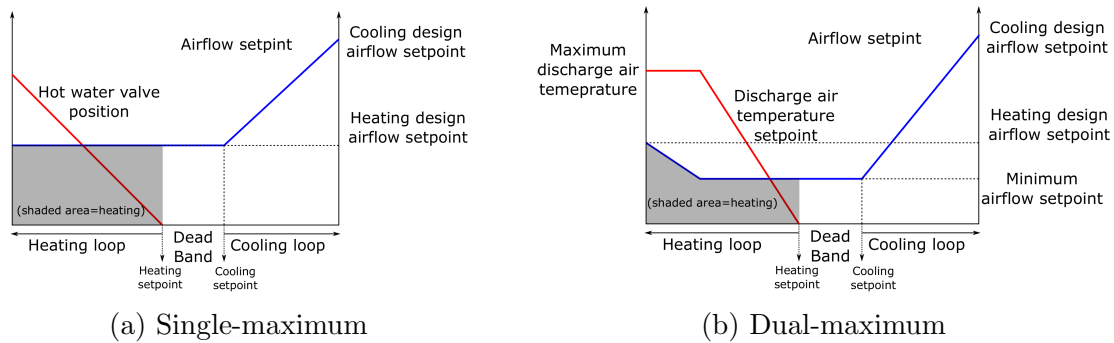 Airflow setpint
Cooling design
airflow setpoint
Hot water valve
position
Heating design
airflow setpoint
(shaded area=heating)
Heating loop
Dead
Band
Cooling loop
Heating
setpoint
Cooling
setpoint
(a) Single-maximum
Maximum
discharge air
temeprature
Airflow setpint
Cooling design
airflow setpoint
Discharge air
temperature
setpoint
Heating design
airflow setpoint
Minimum
airflow setpoint
(shaded area=heating)
Heating loop
Dead
Band
Cooling loop
Heating
setpoint
Cooling
setpoint
(b) Dual-maximum